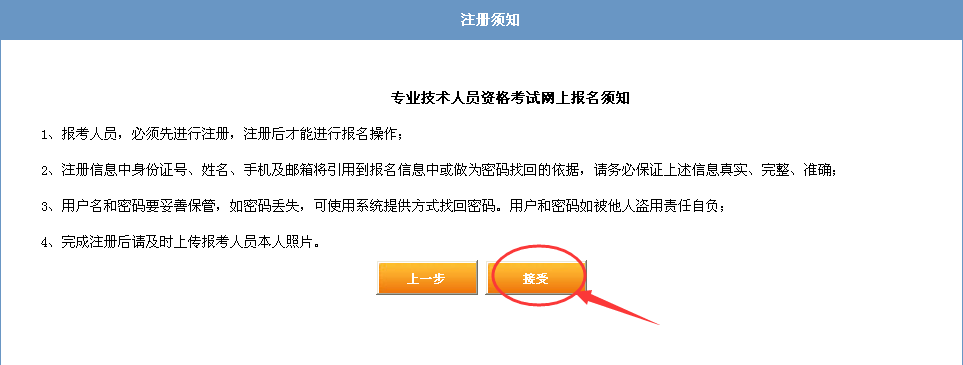 注册须知
专业技术人员资格考试网上报名须知
1、报考人员，必须先进行注册，注册后才能进行报名操作；
2、注册信息中身份证号、姓名、手机及邮箱将引用到报名信息中或做为密码找回的依据，请务必保证上述信息真实、完整、准确；
3、用户名和密码要妥善保管，如密码丢失，可使用系统提供方式找回密码。用户和密码如被他人盗用责任自负；
4、完成注册后请及时上传报考人员本人照片。
上一步 接受